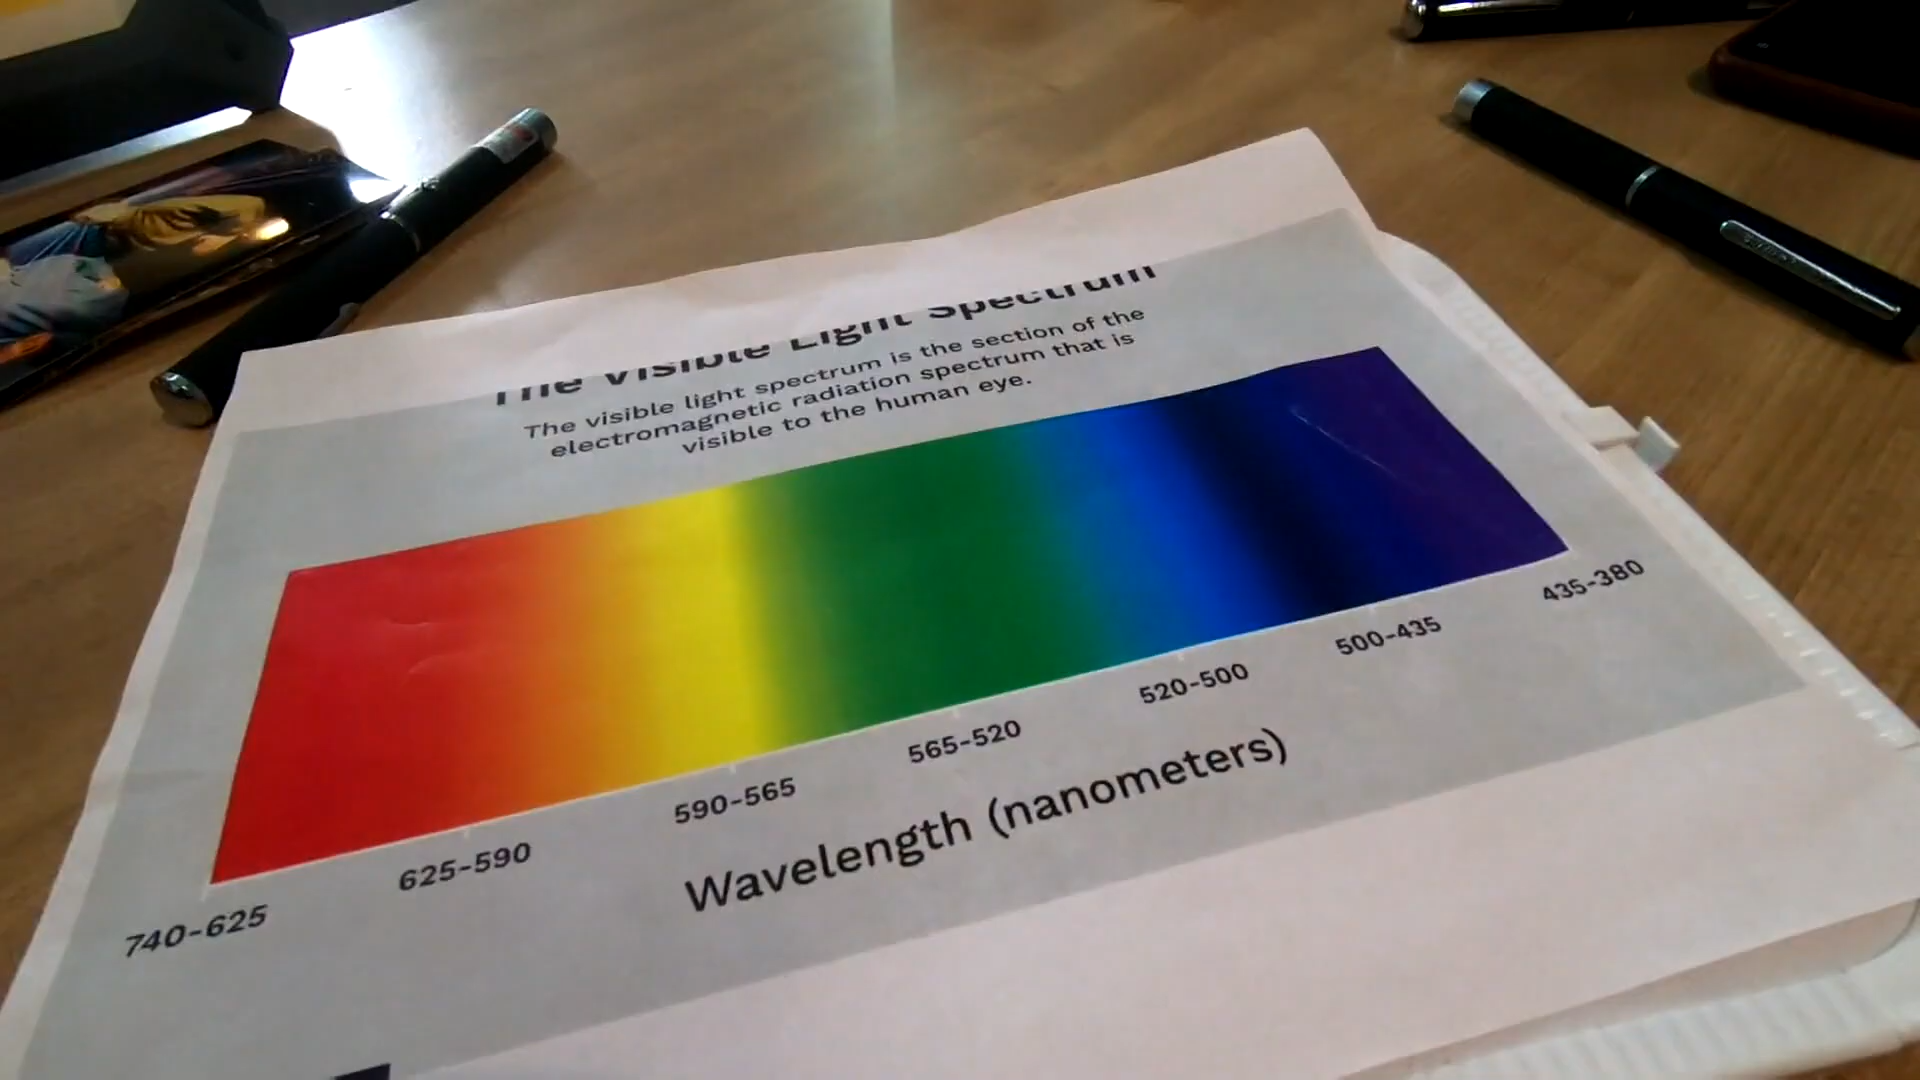 The Visible Light Spectrum
The visible light spectrum is the section of the
electromagnetic radiation spectrum that is
visible to the human eye.
740-625
625-590
590-565
565-520
520-500
500-435
435-380
Wavelength (nanometers)